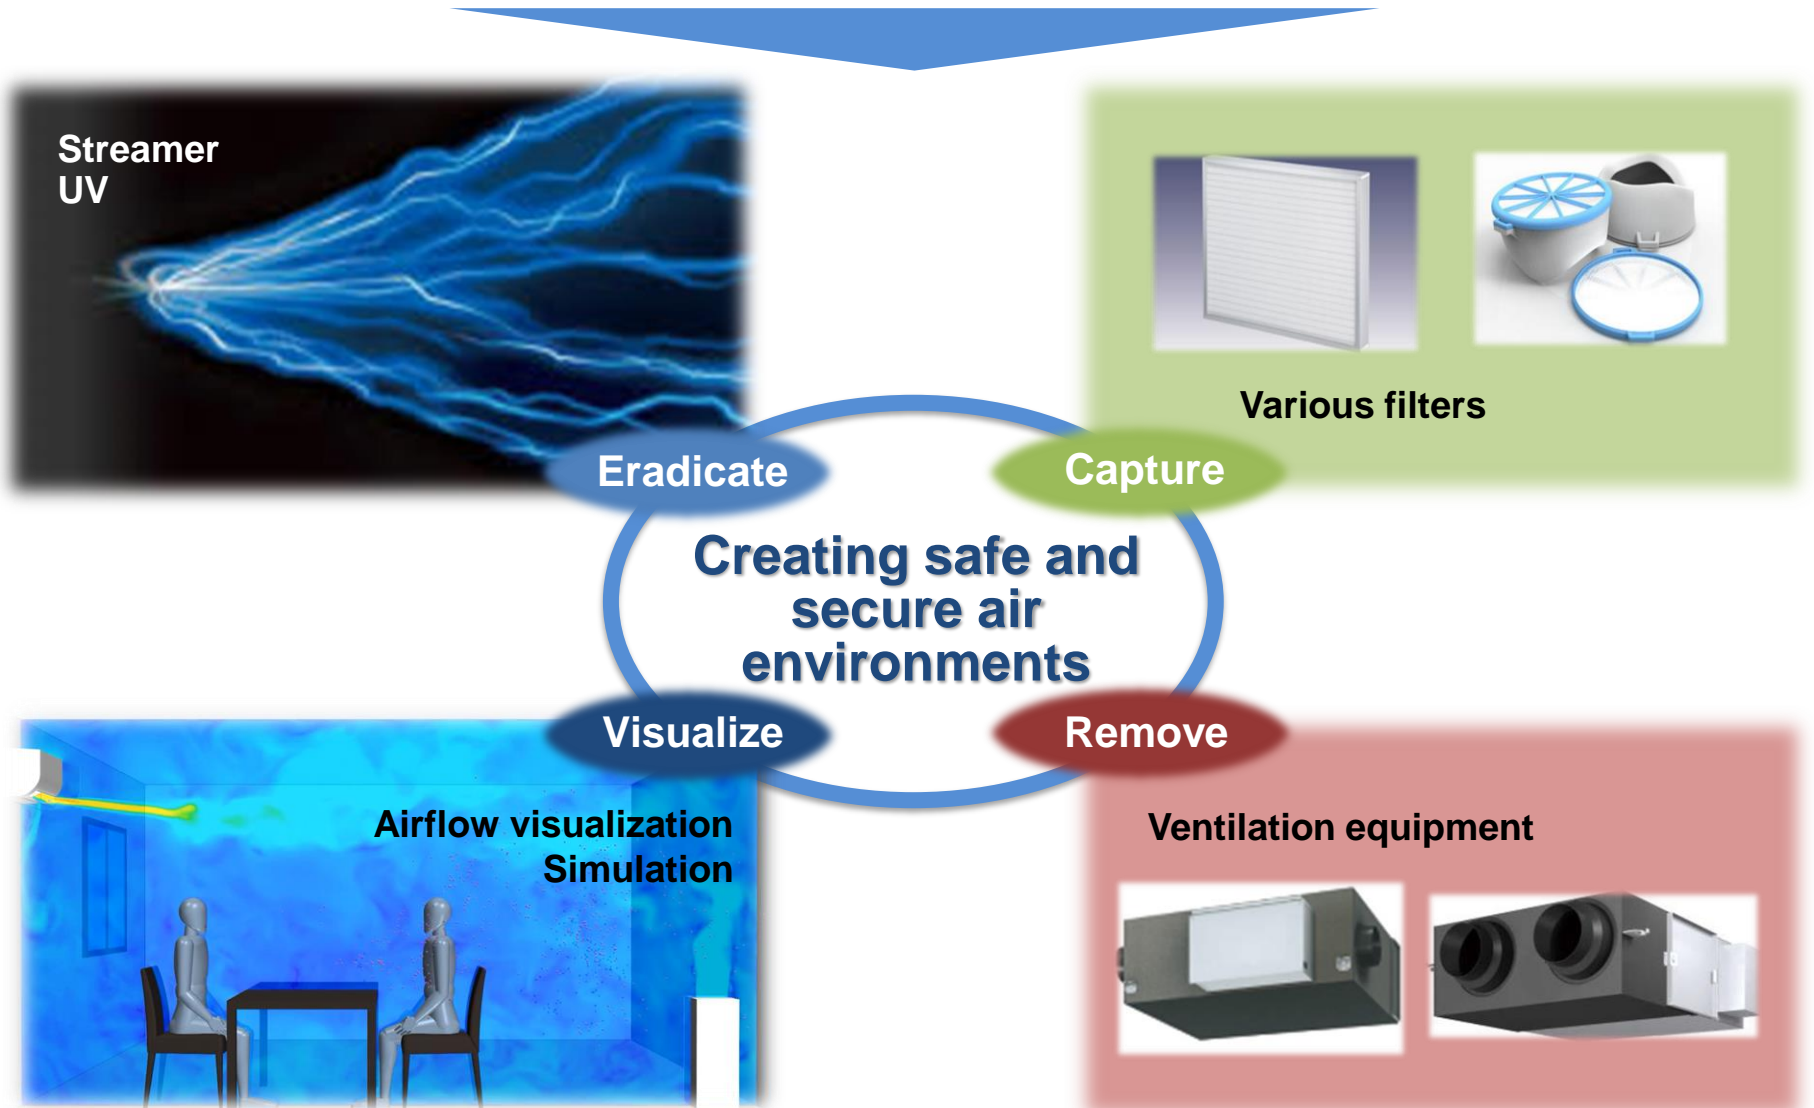 Streamer
UV
Various filters
Eradicate
Capture
Creating safe and
secure air
environments
Visualize
Remove
Airflow visualization
Simulation
Ventilation equipment